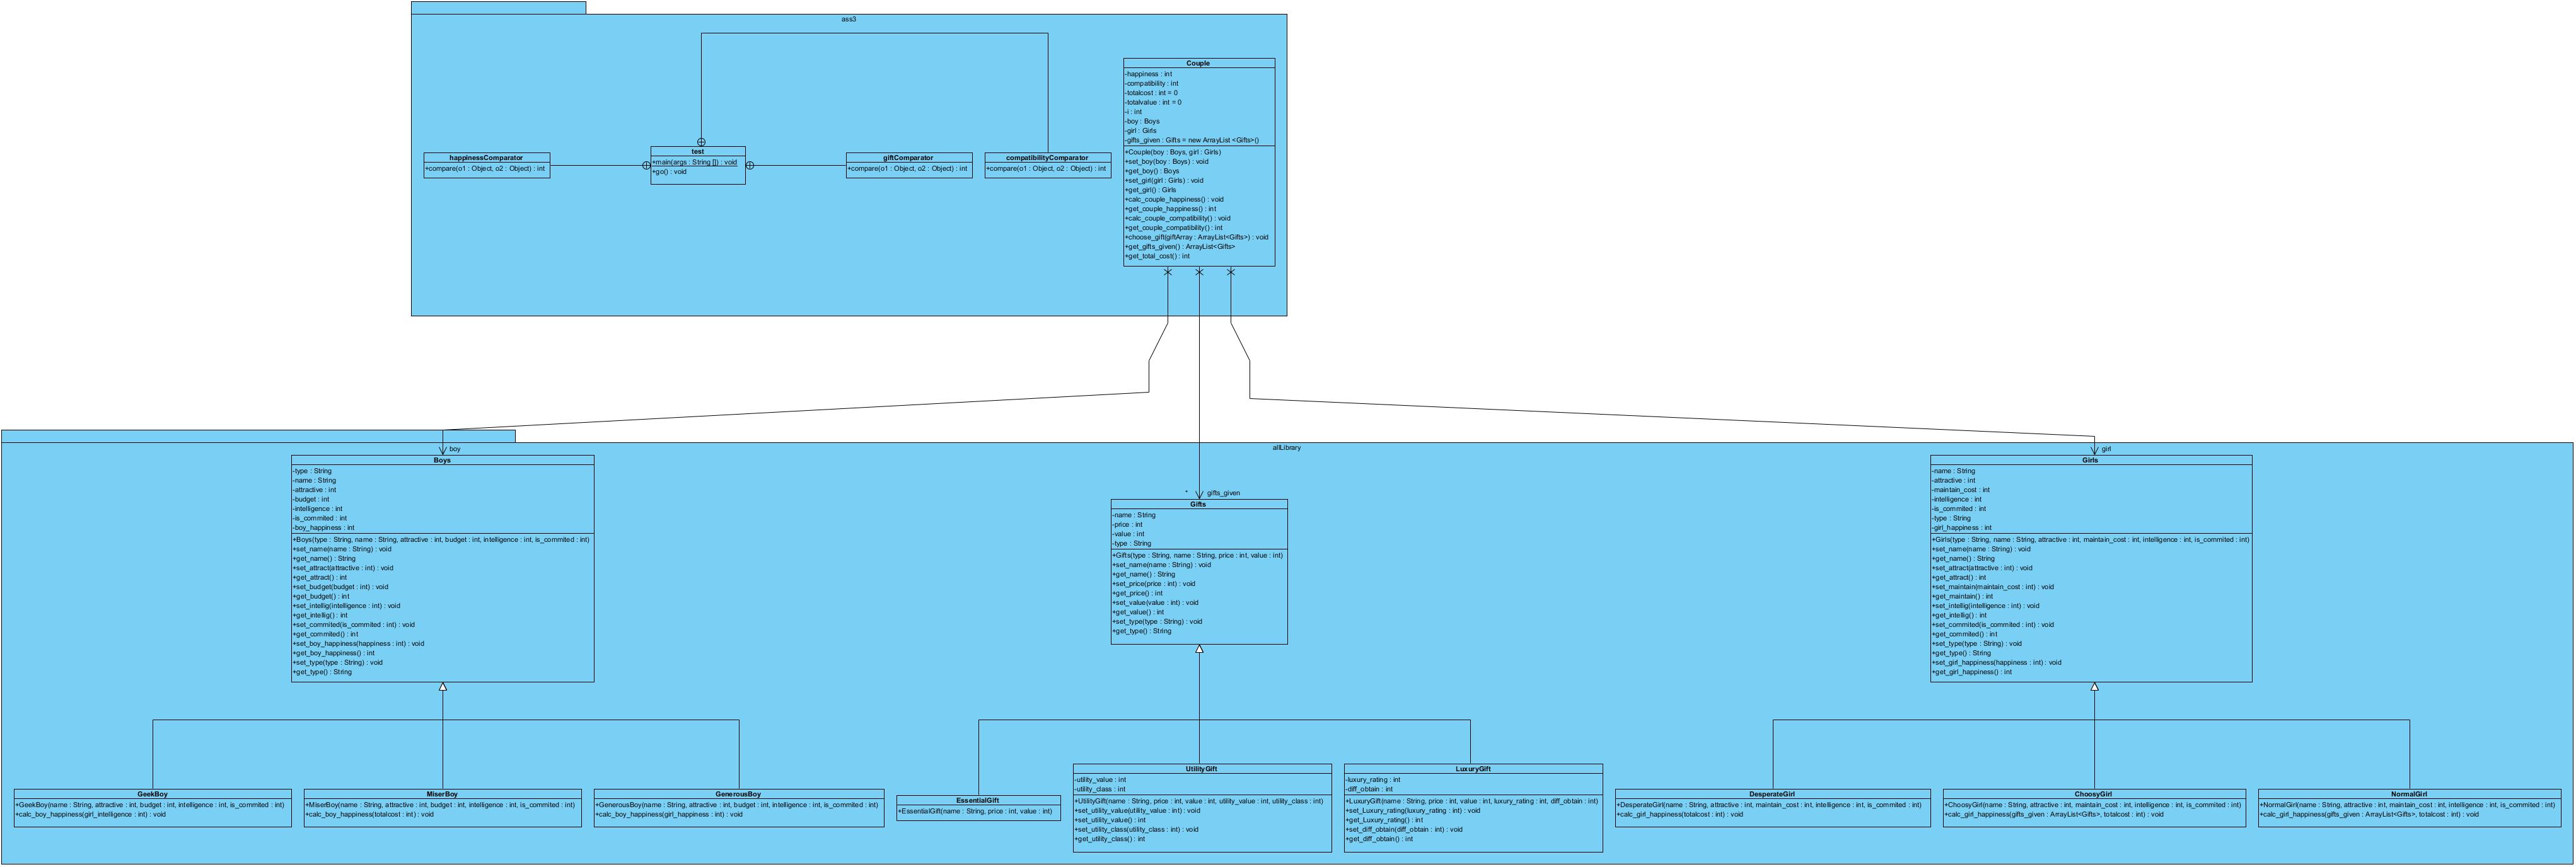 ass3
Couple
-happiness : int
-compatibility : int
-totalcost : int = 0
-totalvalue : int = 0
-i : int
-boy : Boys
-girl : Girls
-gifts_given : Gifts = new ArrayList <Gifts>()
+Couple(boy : Boys, girl : Girls)
+set_boy(boy : Boys) : void
+get_boy() : Boys
+set_girl(girl : Girls) : void
+get_girl() : Girls
+calc_couple_happiness() : void
+get_couple_happiness() : int
+calc_couple_compatibility() : void
+get_couple_compatibility() : int
+choose_gift(giftArray : ArrayList<Gifts>) : void
+get_gifts_given() : ArrayList<Gifts>
+get_total_cost() : int
happinessComparator
+compare(o1 : Object, o2 : Object) : int
test
+main(args : String []) : void
+go() : void
giftComparator
+compare(o1 : Object, o2 : Object) : int
compatibilityComparator
+compare(o1 : Object, o2 : Object) : int
allLibrary
boy
Boys
-type : String
-name : String
-attractive : int
-budget : int
-intelligence : int
-is_commited : int
-boy_happiness : int
+Boys(type : String, name : String, attractive : int, budget : int, intelligence : int, is_commited : int)
+set_name(name : String) : void
+get_name() : String
+set_attract(attractive : int) : void
+get_attract() : int
+set_budget(budget : int) : void
+get_budget() : int
+set_intellig(intelligence : int) : void
+get_intellig() : int
+set_commited(is_commited : int) : void
+get_commited() : int
+set_boy_happiness(happiness : int) : void
+get_boy_happiness() : int
+set_type(type : String) : void
+get_type() : String
* gifts_given
Gifts
-name : String
-price : int
-value : int
-type : String
+Gifts(type : String, name : String, price : int, value : int)
+set_name(name : String) : void
+get_name() : String
+set_price(price : int) : void
+get_price() : int
+set_value(value : int) : void
+get_value() : int
+set_type(type : String) : void
+get_type() : String
girl
Girls
-name : String
-attractive : int
-maintain_cost : int
-intelligence : int
-is_commited : int
-type : String
-girl_happiness : int
+Girls(type : String, name : String, attractive : int, maintain_cost : int, intelligence : int, is_commited : int)
+set_name(name : String) : void
+get_name() : String
+set_attract(attractive : int) : void
+get_attract() : int
+set_maintain(maintain_cost : int) : void
+get_maintain() : int
+set_intellig(intelligence : int) : void
+get_intellig() : int
+set_commited(is_commited : int) : void
+get_commited() : int
+set_type(type : String) : void
+get_type() : String
+set_girl_happiness(happiness : int) : void
+get_girl_happiness() : int
GeekBoy
+GeekBoy(name : String, attractive : int, budget : int, intelligence : int, is_commited : int)
+calc_boy_happiness(girl_intelligence : int) : void
MiserBoy
+MiserBoy(name : String, attractive : int, budget : int, intelligence : int, is_commited : int)
+calc_boy_happiness(totalcost : int) : void
GenerousBoy
+GenerousBoy(name : String, attractive : int, budget : int, intelligence : int, is_commited : int)
+calc_boy_happiness(girl_happiness : int) : void
EssentialGift
+EssentialGift(name : String, price : int, value : int)
UtilityGift
-utility_value : int
-utility_class : int
+UtilityGift(name : String, price : int, value : int, utility_value : int, utility_class : int)
+set_utility_value(utility_value : int) : void
+set_utility_value() : int
+set_utility_class(utility_class : int) : void
+get_utility_class() : int
LuxuryGift
-luxury_rating : int
-diff_obtain : int
+LuxuryGift(name : String, price : int, value : int, luxury_rating : int, diff_obtain : int)
+set_Luxury_rating(luxury_rating : int) : void
+get_Luxury_rating() : int
+set_diff_obtain(diff_obtain : int) : void
+get_diff_obtain() : int
DesperateGirl
+DesperateGirl(name : String, attractive : int, maintain_cost : int, intelligence : int, is_commited : int)
+calc_girl_happiness(totalcost : int) : void
ChoosyGirl
+ChoosyGirl(name : String, attractive : int, maintain_cost : int, intelligence : int, is_commited : int)
+calc_girl_happiness(gifts_given : ArrayList<Gifts>, totalcost : int) : void
NormalGirl
+NormalGirl(name : String, attractive : int, maintain_cost : int, intelligence : int, is_commited : int)
+calc_girl_happiness(gifts_given : ArrayList<Gifts>, totalcost : int) : void